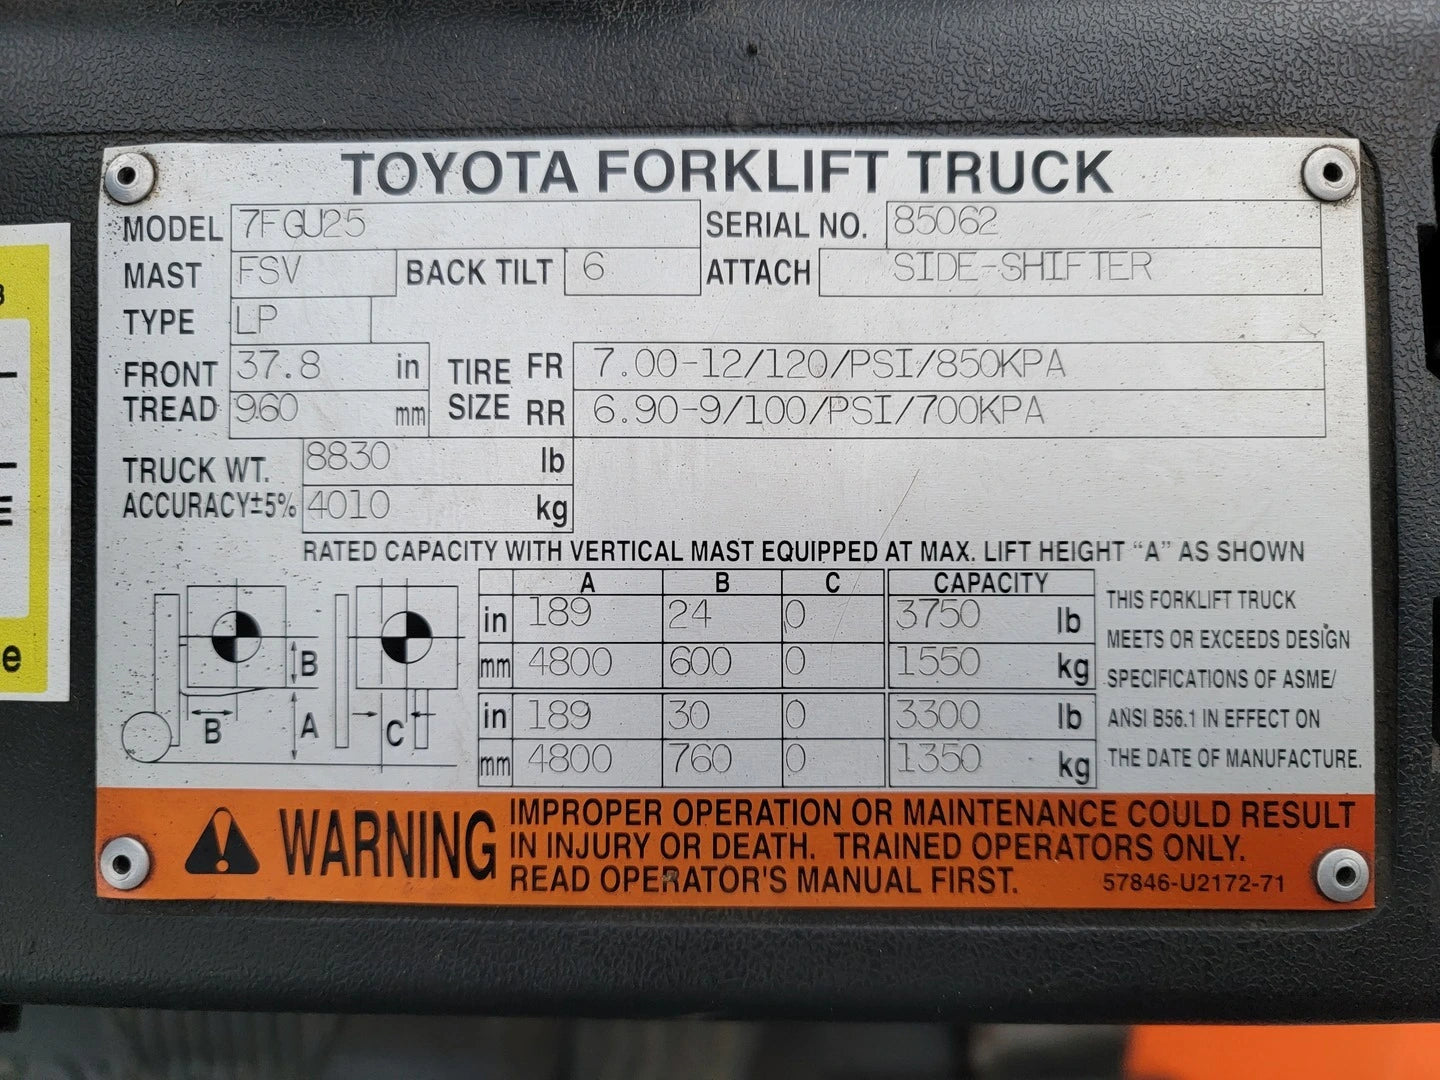 TOYOTA FORKLIFT TRUCK
MODEL 7FGU25 SERIAL NO. 85062
MAST FSV BACK TILT 6 ATTACH SIDE-SHIFTER
TYPE LP
FRONT TREAD 37.8 in TIRE SIZE FR 7.00-12/120/PSI/850KPA
960 mm RR 6.90-9/100/PSI/700KPA
TRUCK WT. 8830 lb
ACCURACY±5% 4010 kg
RATED CAPACITY WITH VERTICAL MAST EQUIPPED AT MAX. LIFT HEIGHT "A" AS SHOWN
A B C CAPACITY
in 189 24 0 3750 lb
mm 4800 600 0 1550 kg
in 189 30 0 3300 lb
mm 4800 760 0 1350 kg
B
A
B
C
THIS FORKLIFT TRUCK
MEETS OR EXCEEDS DESIGN
SPECIFICATIONS OF ASME/
ANSI B56.1 IN EFFECT ON
THE DATE OF MANUFACTURE.
WARNING
IMPROPER OPERATION OR MAINTENANCE COULD RESULT
IN INJURY OR DEATH. TRAINED OPERATORS ONLY.
READ OPERATOR'S MANUAL FIRST. 57846-U2172-71